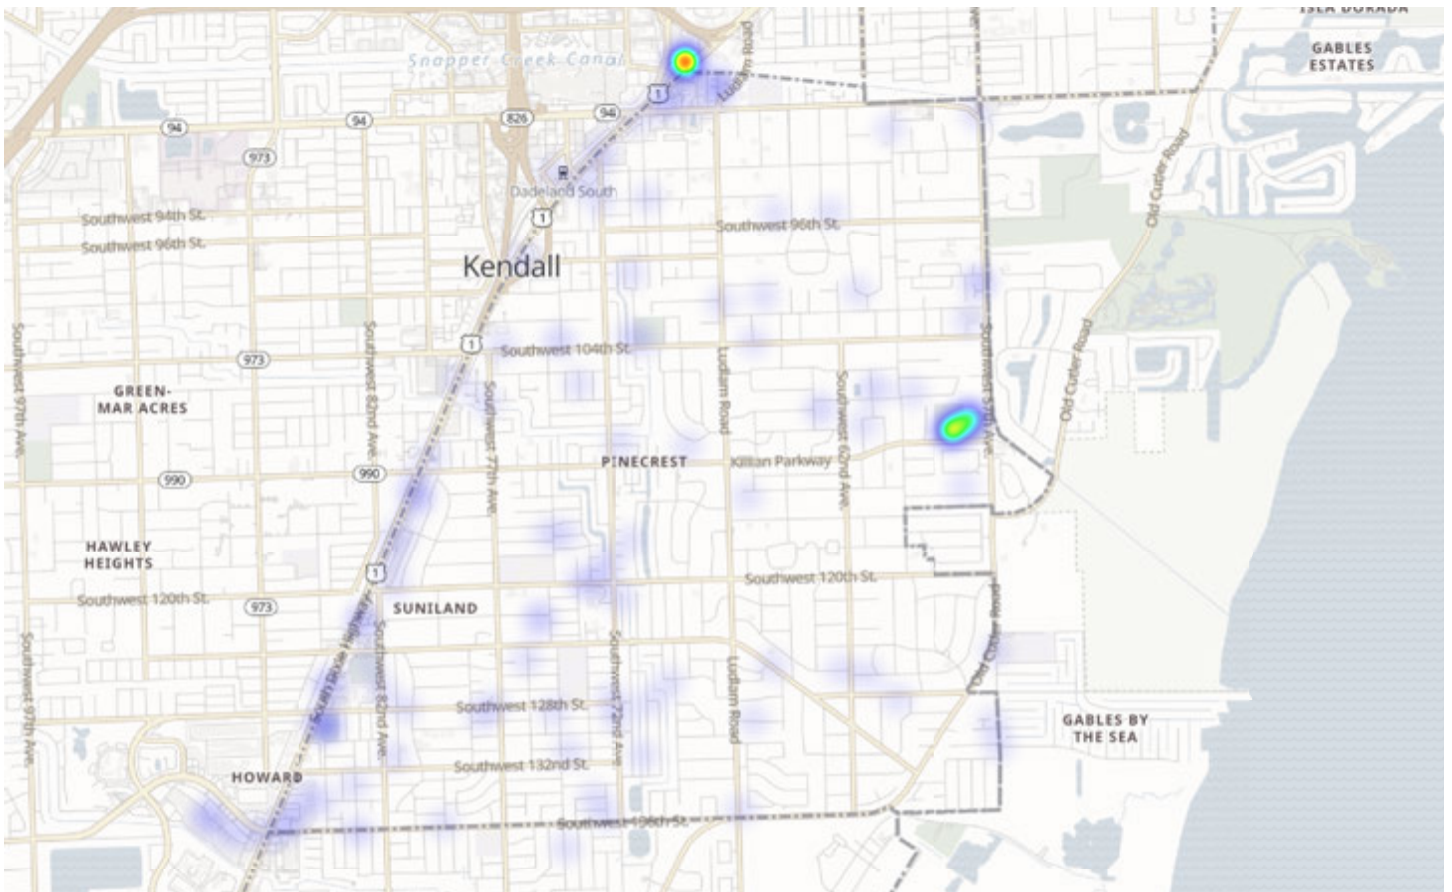 ISLA DORADA
GABLES
ESTATES
Snapper Creek Canal
Ludlam Road
1
94
94
826
94
973
Dadeland South
Old Cutler Road
Southwest 94th St.
1
Southwest 96th St.
Southwest 96th St.
Kendall
Southwest 97th Ave.
Southwest 82nd Ave.
Southwest 57th Ave.
Old Cutler Road
1
Southwest 104th St.
973
Ludlam Road
Southwest 77th Ave.
Southwest 62nd Ave.
GREEN-
MAR ACRES
PINECREST
Killian Parkway
990
990
HAWLEY
HEIGHTS
1
Southwest 120th St.
Southwest 120th St.
973
SUNILAND
Old Cutler Road
South Dixie Highway
Southwest 82nd Ave.
Southwest 72nd Ave.
Ludlam Road
Southwest 97th Ave.
Southwest 128th St.
GABLES BY
THE SEA
HOWARD
Southwest 132nd St.
Southwest 136th St.